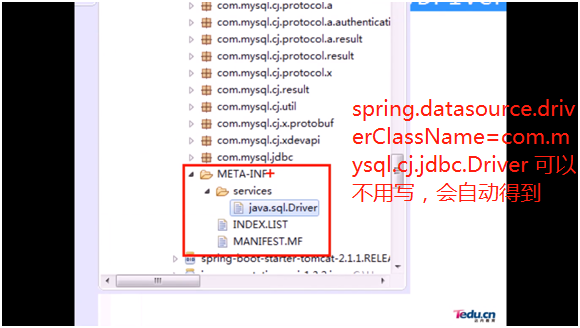 com.mysql.cj.protocol.a
com.mysql.cj.protocol.a.authenticati
com.mysql.cj.protocol.a.result
com.mysql.cj.protocol.result
com.mysql.cj.protocol.x
com.mysql.cj.result
com.mysql.cj.util
com.mysql.cj.x.protobuf
com.mysql.cj.xdevapi
com.mysql.jdbc
META-INF
services
java.sql.Driver
INDEX.LIST
MANIFEST.MF
spring-boot-starter-tomcat-2.1.1.RELEA
spring.datasource.driv
erClassName=com.m
ysql.cj.jdbc.Driver 可以
不用写，会自动得到
Tedu.cn